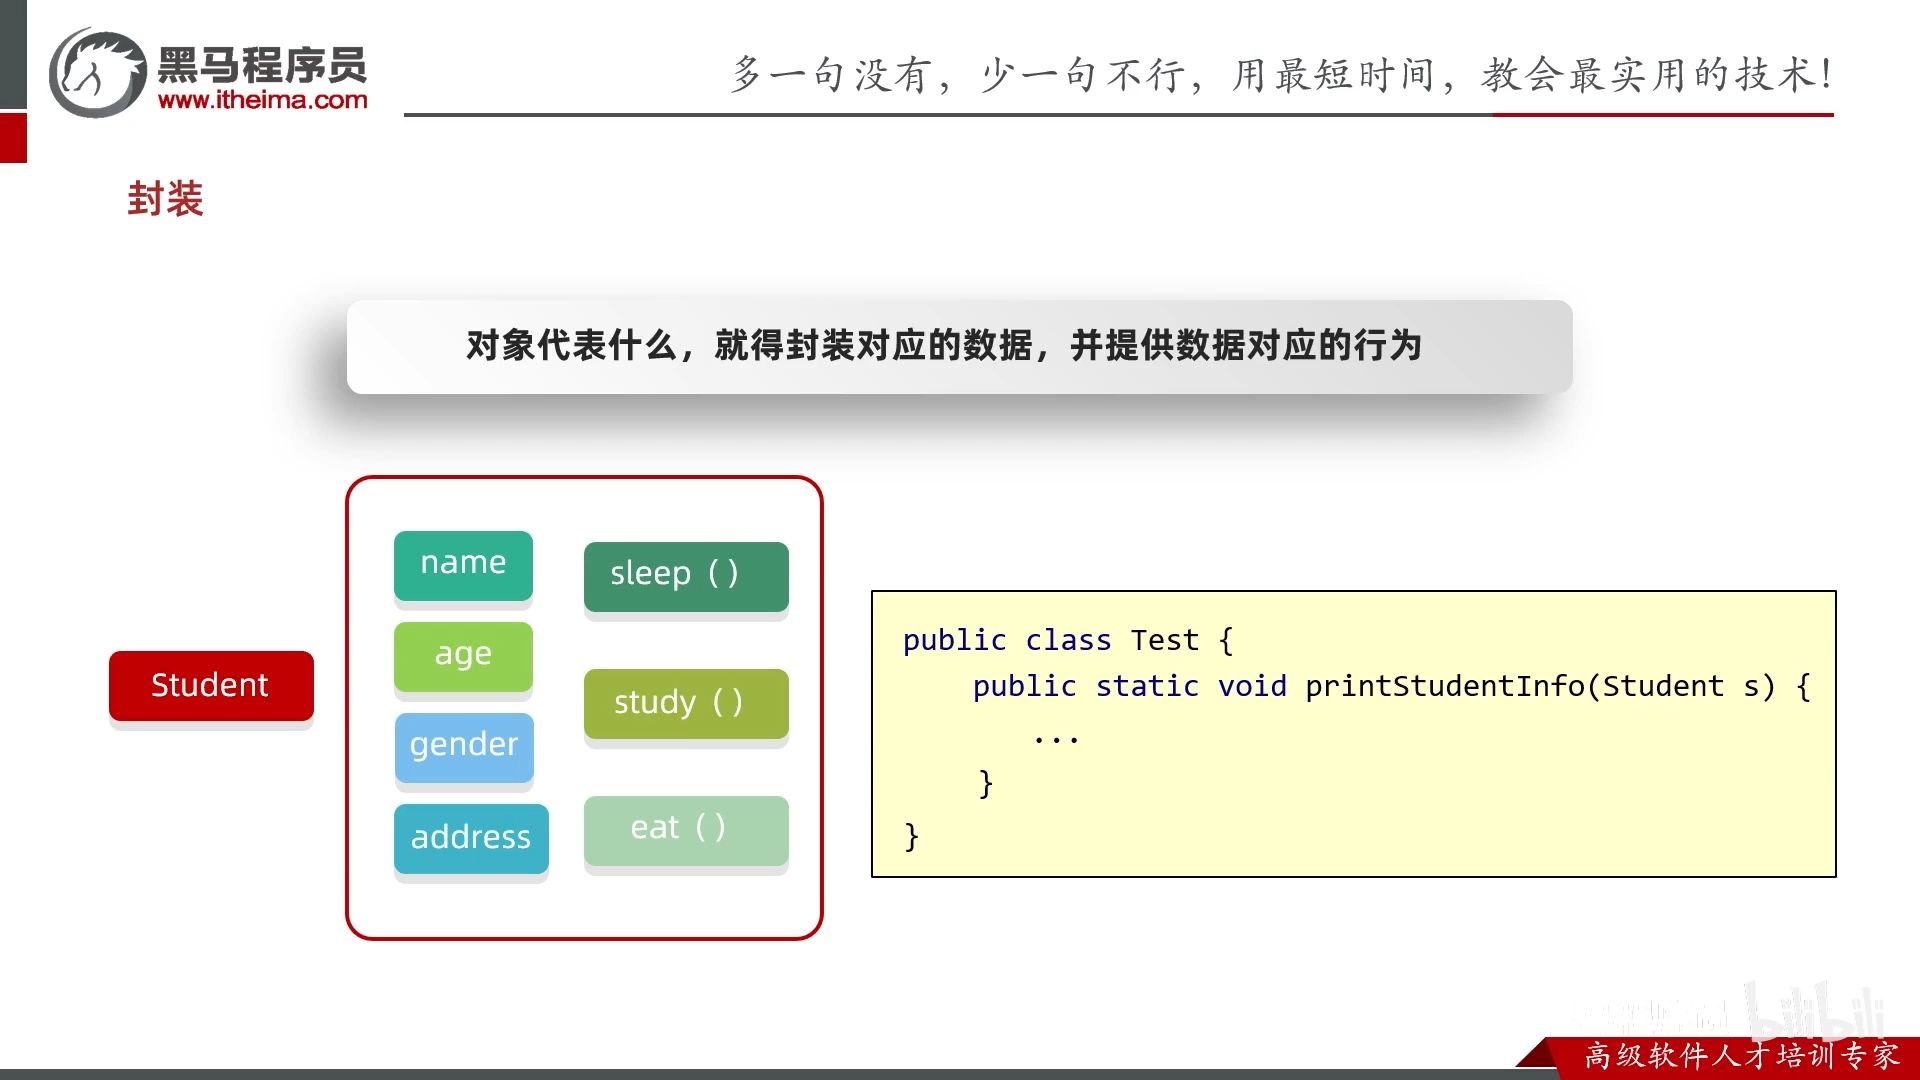 黑马程序员
www.itheima.com
多一句没有，少一句不行，用最短时间，教会最实用的技术！
封装
对象代表什么，就得封装对应的数据，并提供数据对应的行为
Student
name
age
gender
address
sleep（）
study（）
eat（）
public class Test {
    public static void printStudentInfo(Student s) {
        ...
    }
}
bilibili
高级软件人才培训专家